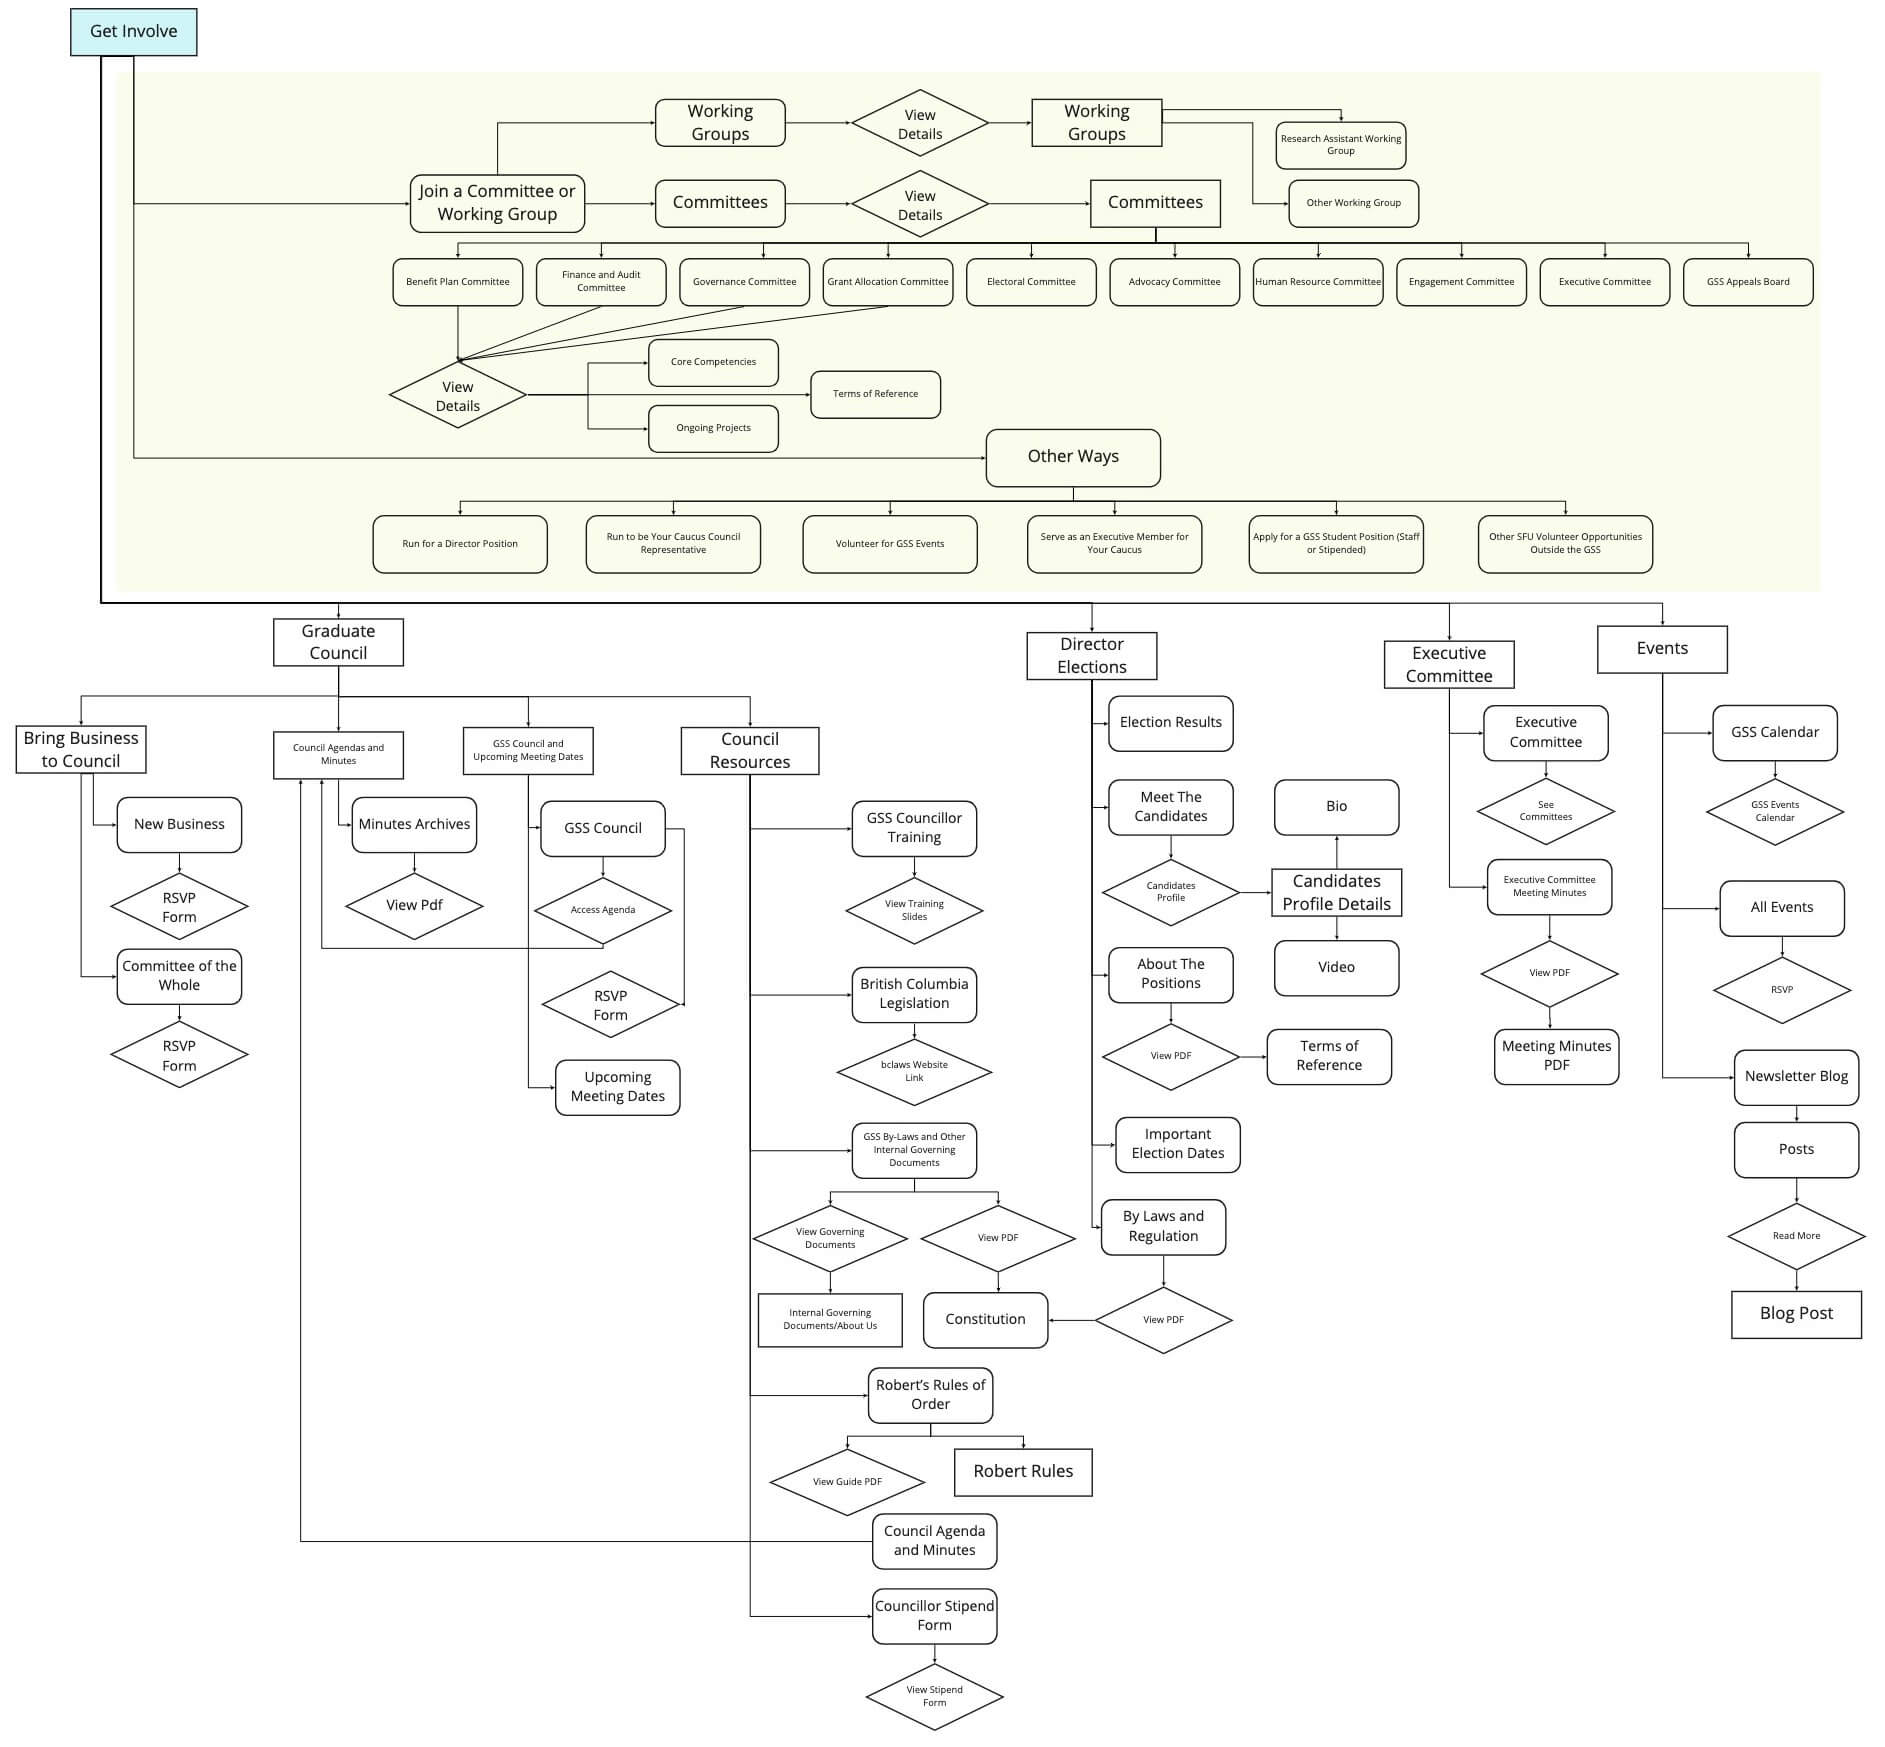 Get Involve
Working
Groups
View
Details
Working
Groups
Research Assistant Working
Group
Join a Committee or
Working Group
Committees
View
Details
Committees
Other Working Group
Benefit Plan Committee
Finance and Audit
Committee
Governance Committee
Grant Allocation Committee
Electoral Committee
Advocacy Committee
Human Resource Committee
Engagement Committee
Executive Committee
GSS Appeals Board
View
Details
Core Competencies
Terms of Reference
Ongoing Projects
Other Ways
Run for a Director Position
Run to be Your Caucus Council
Representative
Volunteer for GSS Events
Serve as an Executive Member for
Your Caucus
Apply for a GSS Student Position (Staff
or Stipended)
Other SFU Volunteer Opportunities
Outside the GSS
Graduate
Council
Director
Elections
Executive
Committee
Events
Bring Business
to Council
Council Agendas and
Minutes
GSS Council and
Upcoming Meeting Dates
Council
Resources
New Business
RSVP
Form
Committee of the
Whole
RSVP
Form
Minutes Archives
View Pdf
GSS Council
Access Agenda
RSVP
Form
Upcoming
Meeting Dates
GSS Councillor
Training
View Training
Slides
British Columbia
Legislation
bclaws Website
Link
GSS By-Laws and Other
Internal Governing
Documents
View Governing
Documents
View PDF
Internal Governing
Documents/About Us
Constitution
Robert’s Rules of
Order
View Guide PDF
Robert Rules
Council Agenda
and Minutes
Councillor Stipend
Form
View Stipend
Form
Election Results
Meet The
Candidates
Candidates
Profile
Bio
Candidates
Profile Details
Video
About The
Positions
View PDF
Terms of
Reference
Important
Election Dates
By Laws and
Regulation
View PDF
Executive
Committee
See
Committees
Executive Committee
Meeting Minutes
View PDF
Meeting Minutes
PDF
GSS Calendar
GSS Events
Calendar
All Events
RSVP
Newsletter Blog
Posts
Read More
Blog Post